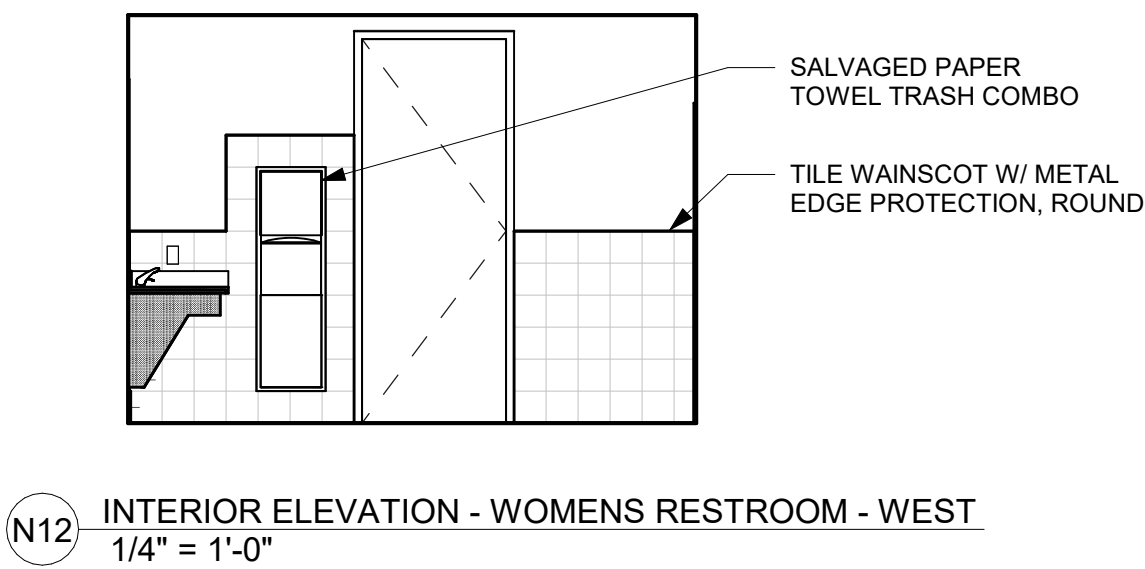 SALVAGED PAPER
TOWEL TRASH COMBO
TILE WAINSCOT W/ METAL
EDGE PROTECTION, ROUND
N12
INTERIOR ELEVATION - WOMENS RESTROOM - WEST
1/4" = 1'-0"